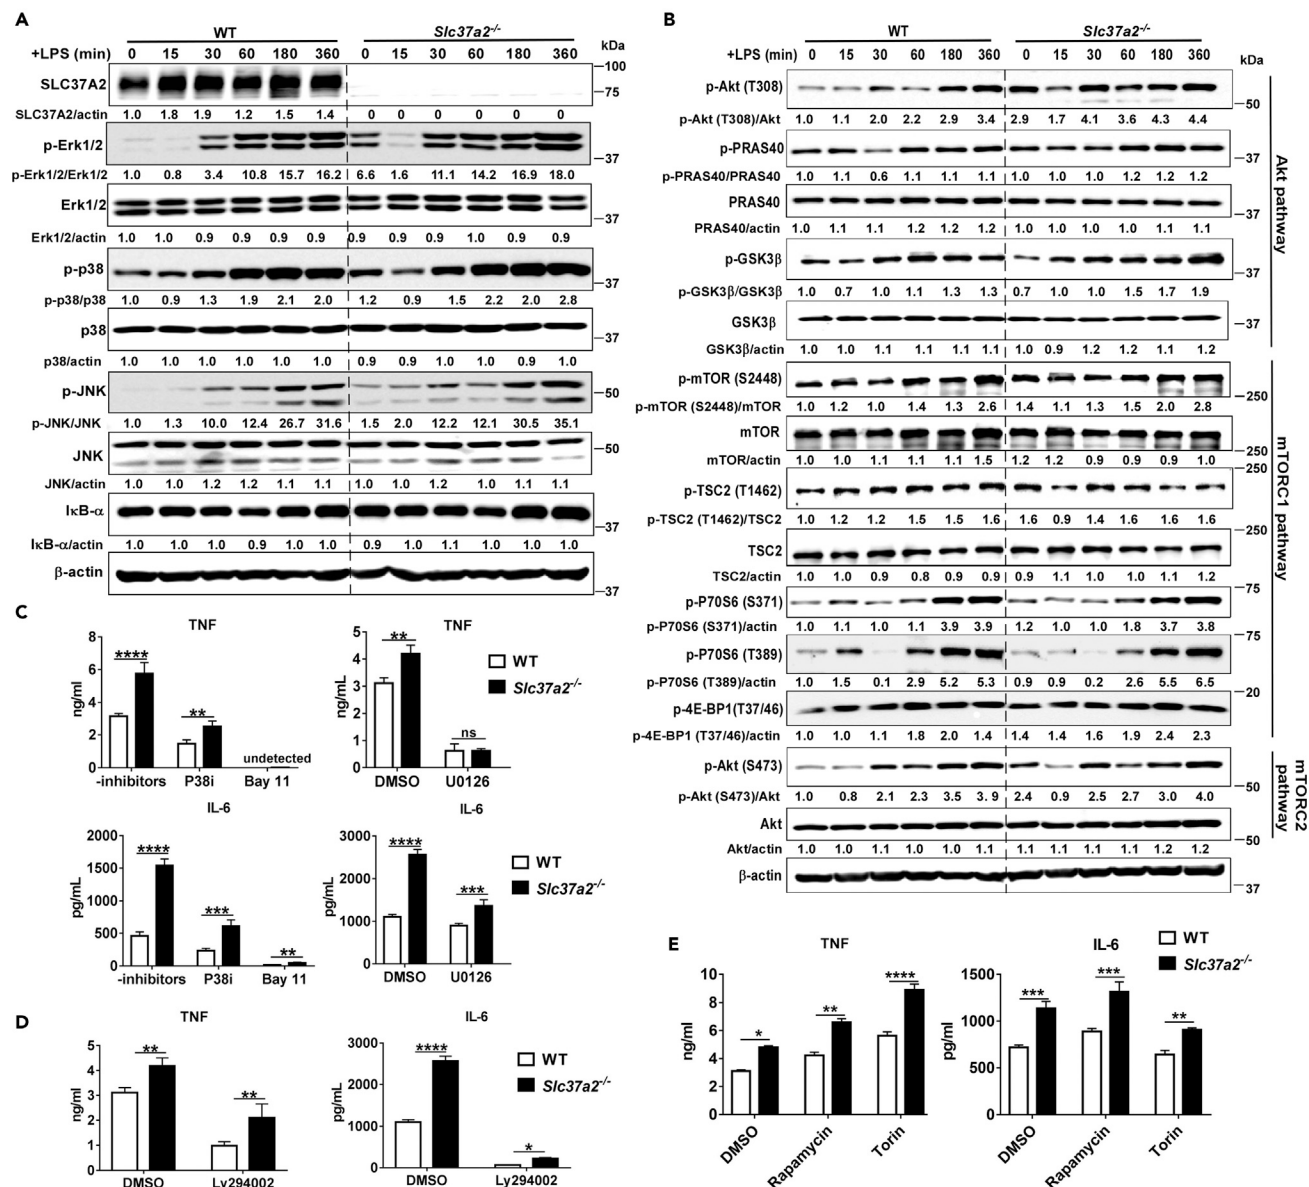 A
WT
Slc37a2-/-
+LPS (min) 0 15 30 60 180 360 0 15 30 60 180 360 kDa
SLC37A2
100
75
SLC37A2/actin 1.0 1.8 1.9 1.2 1.5 1.4 0 0 0 0 0 0
p-Erk1/2
37
p-Erk1/2/Erk1/2 1.0 0.8 3.4 10.8 15.7 16.2 6.6 1.6 11.1 14.2 16.9 18.0
Erk1/2
37
Erk1/2/actin 1.0 1.0 0.9 0.9 0.9 0.9 0.9 0.9 0.9 1.0 0.9 0.9
p-p38
37
p-p38/p38 1.0 0.9 1.3 1.9 2.1 2.0 1.2 0.9 1.5 2.2 2.0 2.8
p38
37
p38/actin 1.0 1.0 1.0 1.0 1.0 1.0 0.9 0.9 1.0 1.0 0.9 1.0
p-JNK
50
p-JNK/JNK 1.0 1.3 10.0 12.4 26.7 31.6 1.5 2.0 12.2 12.1 30.5 35.1
JNK
50
JNK/actin 1.0 1.0 1.2 1.2 1.1 1.1 1.0 1.0 1.2 1.0 1.1 1.1
IκB-α
37
IκB-α/actin 1.0 1.0 1.0 0.9 1.0 1.0 0.9 1.0 1.1 1.0 1.0 1.0
β-actin
37
B
WT
Slc37a2-/-
+LPS (min) 0 15 30 60 180 360 0 15 30 60 180 360 kDa
p-Akt (T308)
50
p-Akt (T308)/Akt 1.0 1.1 2.0 2.2 2.9 3.4 2.9 1.7 4.1 3.6 4.3 4.4
p-PRAS40
37
p-PRAS40/PRAS40 1.0 1.1 0.6 1.1 1.1 1.1 1.0 1.0 1.0 1.2 1.2 1.2
PRAS40
37
PRAS40/actin 1.0 1.1 1.1 1.2 1.2 1.2 1.0 1.0 1.0 1.0 1.1 1.1
p-GSK3β
37
p-GSK3β/GSK3β 1.0 0.7 1.0 1.1 1.3 1.3 0.7 1.0 1.0 1.5 1.7 1.9
GSK3β
37
GSK3β/actin 1.0 1.0 1.1 1.1 1.1 1.1 1.0 0.9 1.2 1.2 1.1 1.2
Akt pathway
p-mTOR (S2448)
250
p-mTOR (S2448)/mTOR 1.0 1.2 1.0 1.4 1.3 2.6 1.4 1.1 1.3 1.5 2.0 2.8
mTOR
250
mTOR/actin 1.0 1.0 1.1 1.1 1.1 1.5 1.2 1.2 0.9 0.9 0.9 1.0
250
p-TSC2 (T1462)
p-TSC2 (T1462)/TSC2 1.0 1.2 1.2 1.5 1.5 1.6 1.6 0.9 1.4 1.6 1.6 1.6
250
TSC2
TSC2/actin 1.0 1.0 0.9 0.8 0.9 0.9 0.9 1.1 1.0 1.0 1.1 1.2
75
p-P70S6 (S371)
p-P70S6 (S371)/actin 1.0 1.1 1.0 1.1 3.9 3.9 1.2 1.0 1.0 1.8 3.7 3.8
75
p-P70S6 (T389)
p-P70S6 (T389)/actin 1.0 1.5 0.1 2.9 5.2 5.3 0.9 0.9 0.2 2.6 5.5 6.5
20
p-4E-BP1(T37/46)
p-4E-BP1 (T37/46)/actin 1.0 1.0 1.1 1.8 2.0 1.4 1.4 1.4 1.6 1.9 2.4 2.3
mTORC1 pathway
p-Akt (S473)
50
p-Akt (S473)/Akt 1.0 0.8 2.1 2.3 3.5 3.9 2.4 0.9 2.5 2.7 3.0 4.0
Akt
50
Akt/actin 1.0 1.0 1.1 1.0 1.0 1.1 1.1 1.1 1.1 1.1 1.2 1.2
mTORC2
pathway
β-actin
37
C
TNF
ng/mL
8
6
4
2
0
****
**
undetected
-inhibitors P38i Bay 11
TNF
ng/mL
5
4
3
2
1
0
**
ns
DMSO U0126
WT
Slc37a2-/-
IL-6
pg/mL
2000
1500
1000
500
0
****
***
**
-inhibitors P38i Bay 11
IL-6
pg/mL
3000
2000
1000
0
****
***
DMSO U0126
WT
Slc37a2-/-
D
TNF
ng/mL
5
4
3
2
1
0
**
**
DMSO Ly294002
IL-6
pg/mL
3000
2000
1000
0
****
*
DMSO Ly294002
WT
Slc37a2-/-
E
TNF
ng/ml
10
8
6
4
2
0
*
**
****
DMSO Rapamycin Torin
IL-6
pg/ml
1500
1000
500
0
***
***
**
DMSO Rapamycin Torin
WT
Slc37a2-/-